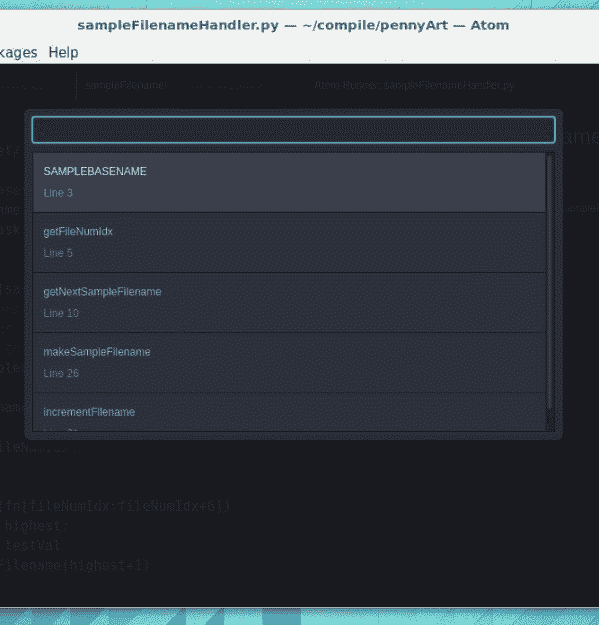 sampleFilenameHandler.py — ~/compile/pennyArt — Atom
kages Help
sampleFilename Atom Runner: sampleFilenameHandler.py
SAMPLEBASENAME
Line 3
getFileNumIdx
Line 5
getNextSampleFilename
Line 10
makeSampleFilename
Line 26
incrementFilename
[fn[fileNumIdx:fileNumIdx+6])
highest:
testVal
Filename(highest+1)